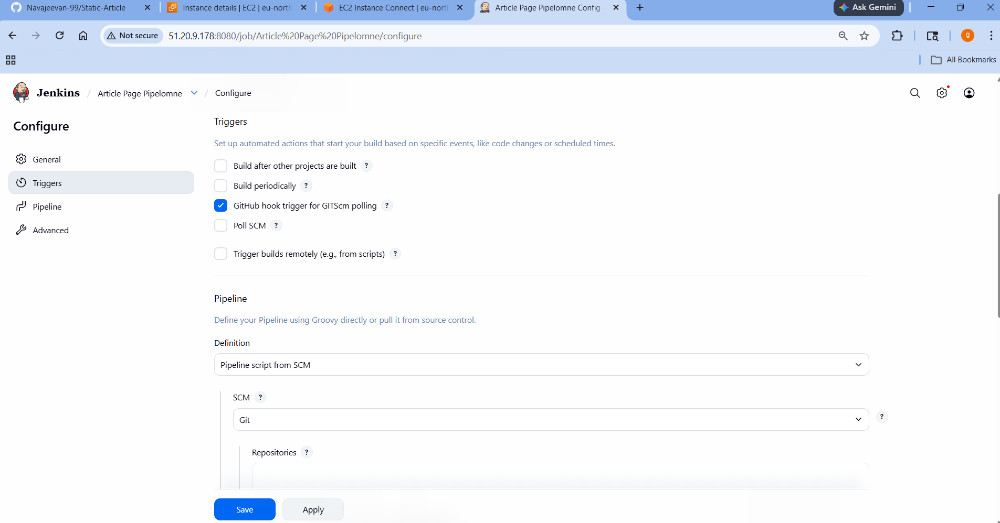 Navajeevan-99/Static-Article
Instance details | EC2 | eu-north
EC2 Instance Connect | eu-nort
Article Page Pipelomne Config
Ask Gemini
Not secure
51.20.9.178:8080/job/Article%20Page%20Pipelomne/configure
g
All Bookmarks
Jenkins / Article Page Pipelomne / Configure
Configure
General
Triggers
Pipeline
Advanced
Triggers
Set up automated actions that start your build based on specific events, like code changes or scheduled times.
Build after other projects are built ?
Build periodically ?
GitHub hook trigger for GITScm polling ?
Poll SCM ?
Trigger builds remotely (e.g., from scripts) ?
Pipeline
Define your Pipeline using Groovy directly or pull it from source control.
Definition
Pipeline script from SCM
SCM ?
Git
?
Repositories ?
Save
Apply